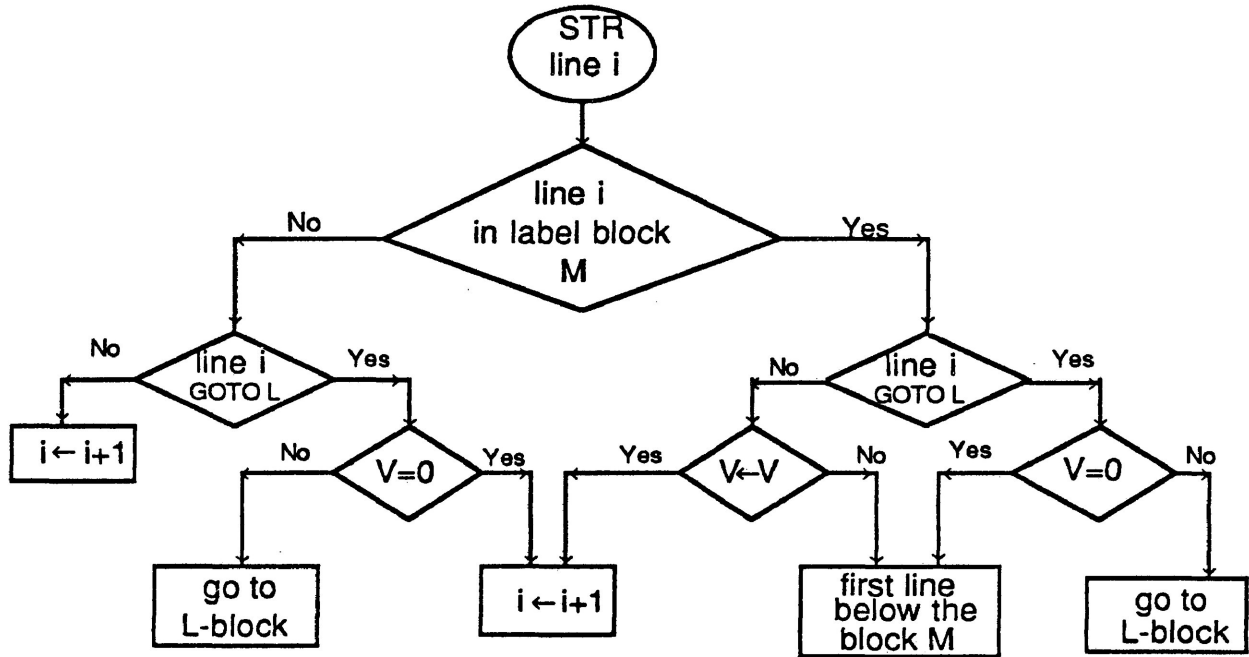 STR
line i
line i
in label block
M
No
Yes
No
line i
GOTO L
Yes
No
line i
GOTO L
Yes
i ← i+1
No
V=0
Yes
Yes
V←V
No
Yes
V=0
No
go to
L-block
i ← i+1
first line
below the
block M
go to
L-block